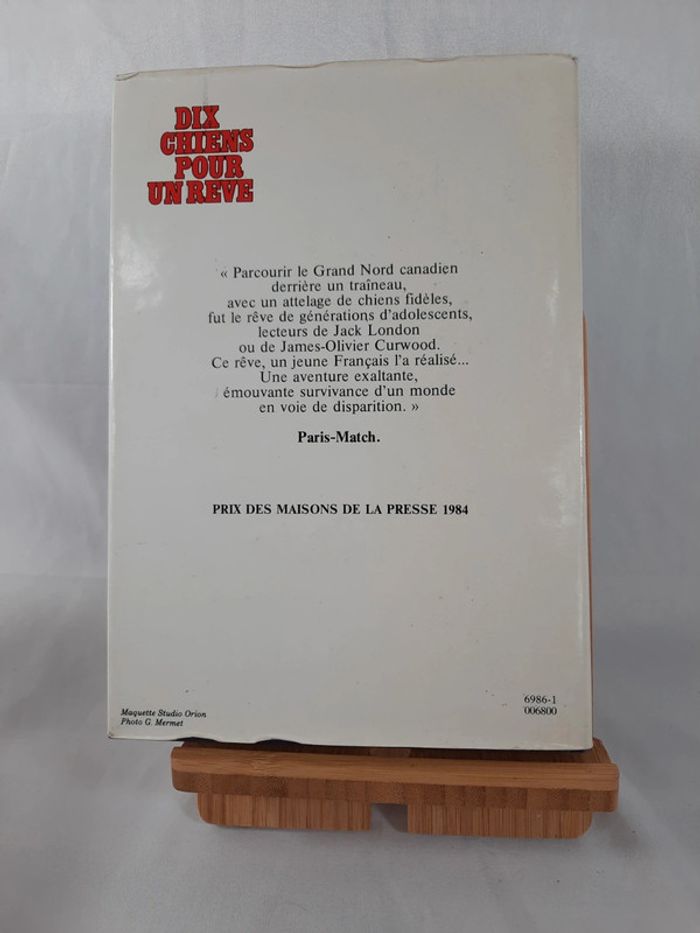 DIX
CHIENS
POUR
UN REVE
« Parcourir le Grand Nord canadien
derrière un traîneau,
avec un attelage de chiens fidèles,
fut le rêve de générations d'adolescents,
lecteurs de Jack London
ou de James-Olivier Curwood.
Ce rêve, un jeune Français l'a réalisé...
Une aventure exaltante,
émouvante survivance d'un monde
en voie de disparition. »
Paris-Match.
PRIX DES MAISONS DE LA PRESSE 1984
Maquette Studio Orion
Photo G. Mermet
6986-1
006800